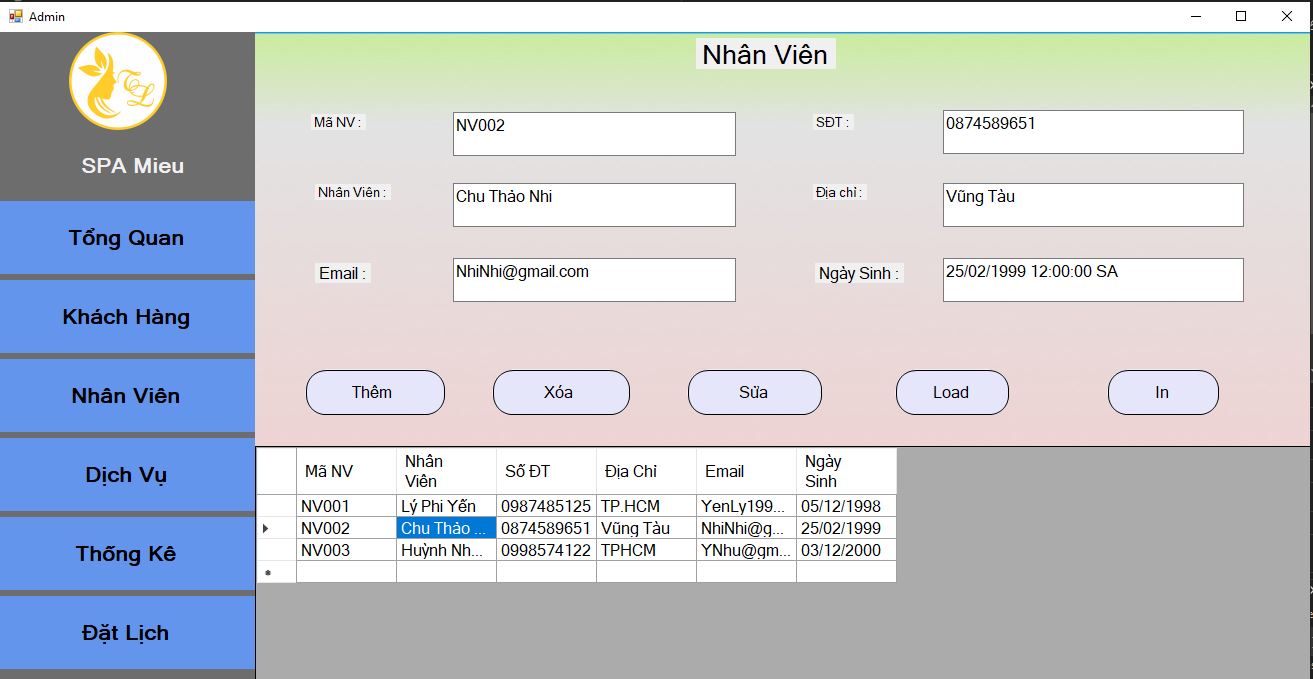 Admin
TL
SPA Mieu
Tổng Quan
Khách Hàng
Nhân Viên
Dịch Vụ
Thống Kê
Đặt Lịch
Nhân Viên
Mã NV :
NV002
SĐT :
0874589651
Nhân Viên :
Chu Thảo Nhi
Địa chỉ :
Vũng Tàu
Email :
NhiNhi@gmail.com
Ngày Sinh :
25/02/1999 12:00:00 SA
Thêm
Xóa
Sửa
Load
In
Mã NV
Nhân
Viên
Số ĐT
Địa Chỉ
Email
Ngày
Sinh
NV001 Lý Phi Yến 0987485125 TP.HCM YenLy199... 05/12/1998
NV002 Chu Thảo ... 0874589651 Vũng Tàu NhiNhi@g... 25/02/1999
NV003 Huỳnh Nh... 0998574122 TPHCM YNhu@gm... 03/12/2000